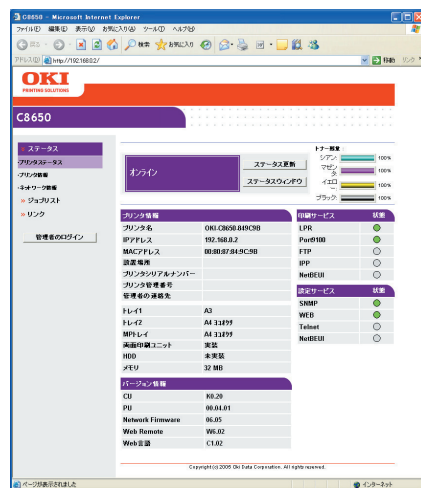 C8650 - Microsoft Internet Explorer
ファイル(F) 編集(E) 表示(V) お気に入り(A) ツール(T) ヘルプ(H)
戻る 検索 お気に入り
アドレス(D) http://192.168.0.2/ 移動 リンク
OKI
PRINTING SOLUTIONS
C8650
ステータス
プリンタステータス
プリンタ情報
ネットワーク情報
ジョブリスト
リンク
管理者のログイン
オンライン
ステータス更新
ステータスウィンドウ
トナー残量
シアン: 100%
マゼンタ: 100%
イエロー: 100%
ブラック: 100%
プリンタ情報
プリンタ名 OKI-C8650-849C9B
IPアドレス 192.168.0.2
MACアドレス 00:80:87:84:9C:9B
設置場所
プリンタシリアルナンバー
プリンタ管理番号
管理者の連絡先
トレイ1 A3
トレイ2 A4 ヨコオクリ
MPトレイ A4 ヨコオクリ
両面印刷ユニット 実装
HDD 未実装
メモリ 32 MB
バージョン情報
CU K0.20
PU 00.04.01
Network Firmware 06.05
Web Remote W6.02
Web言語 C1.02
印刷サービス 状態
LPR
Port9100
FTP
IPP
NetBEUI
設定サービス 状態
SNMP
WEB
Telnet
NetBEUI
Copyright (c) 2005 Oki Data Corporation. All rights reserved.
ページが表示されました
インターネット